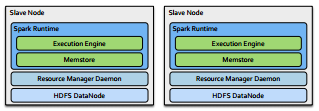 Slave Node
Spark Runtime
Execution Engine
Memstore
Resource Manager Daemon
HDFS DataNode
Slave Node
Spark Runtime
Execution Engine
Memstore
Resource Manager Daemon
HDFS DataNode